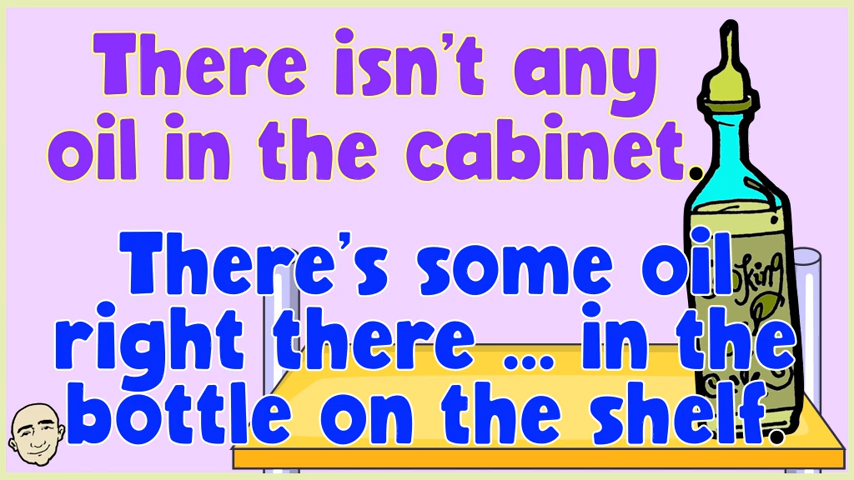 There isn't any
oil in the cabinet.
There's some oil
right there ... in the
bottle on the shelf.